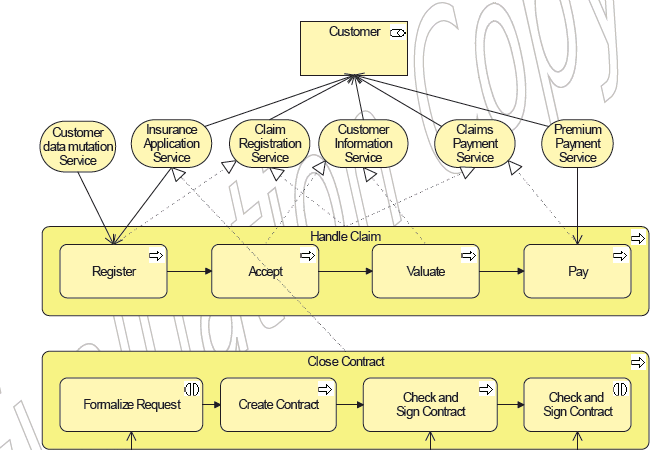 Customer
Customer
data mutation
Service
Insurance
Application
Service
Claim
Registration
Service
Customer
Information
Service
Claims
Payment
Service
Premium
Payment
Service
Handle Claim
Register
Accept
Valuate
Pay
Close Contract
Formalize Request
Create Contract
Check and
Sign Contract
Check and
Sign Contract